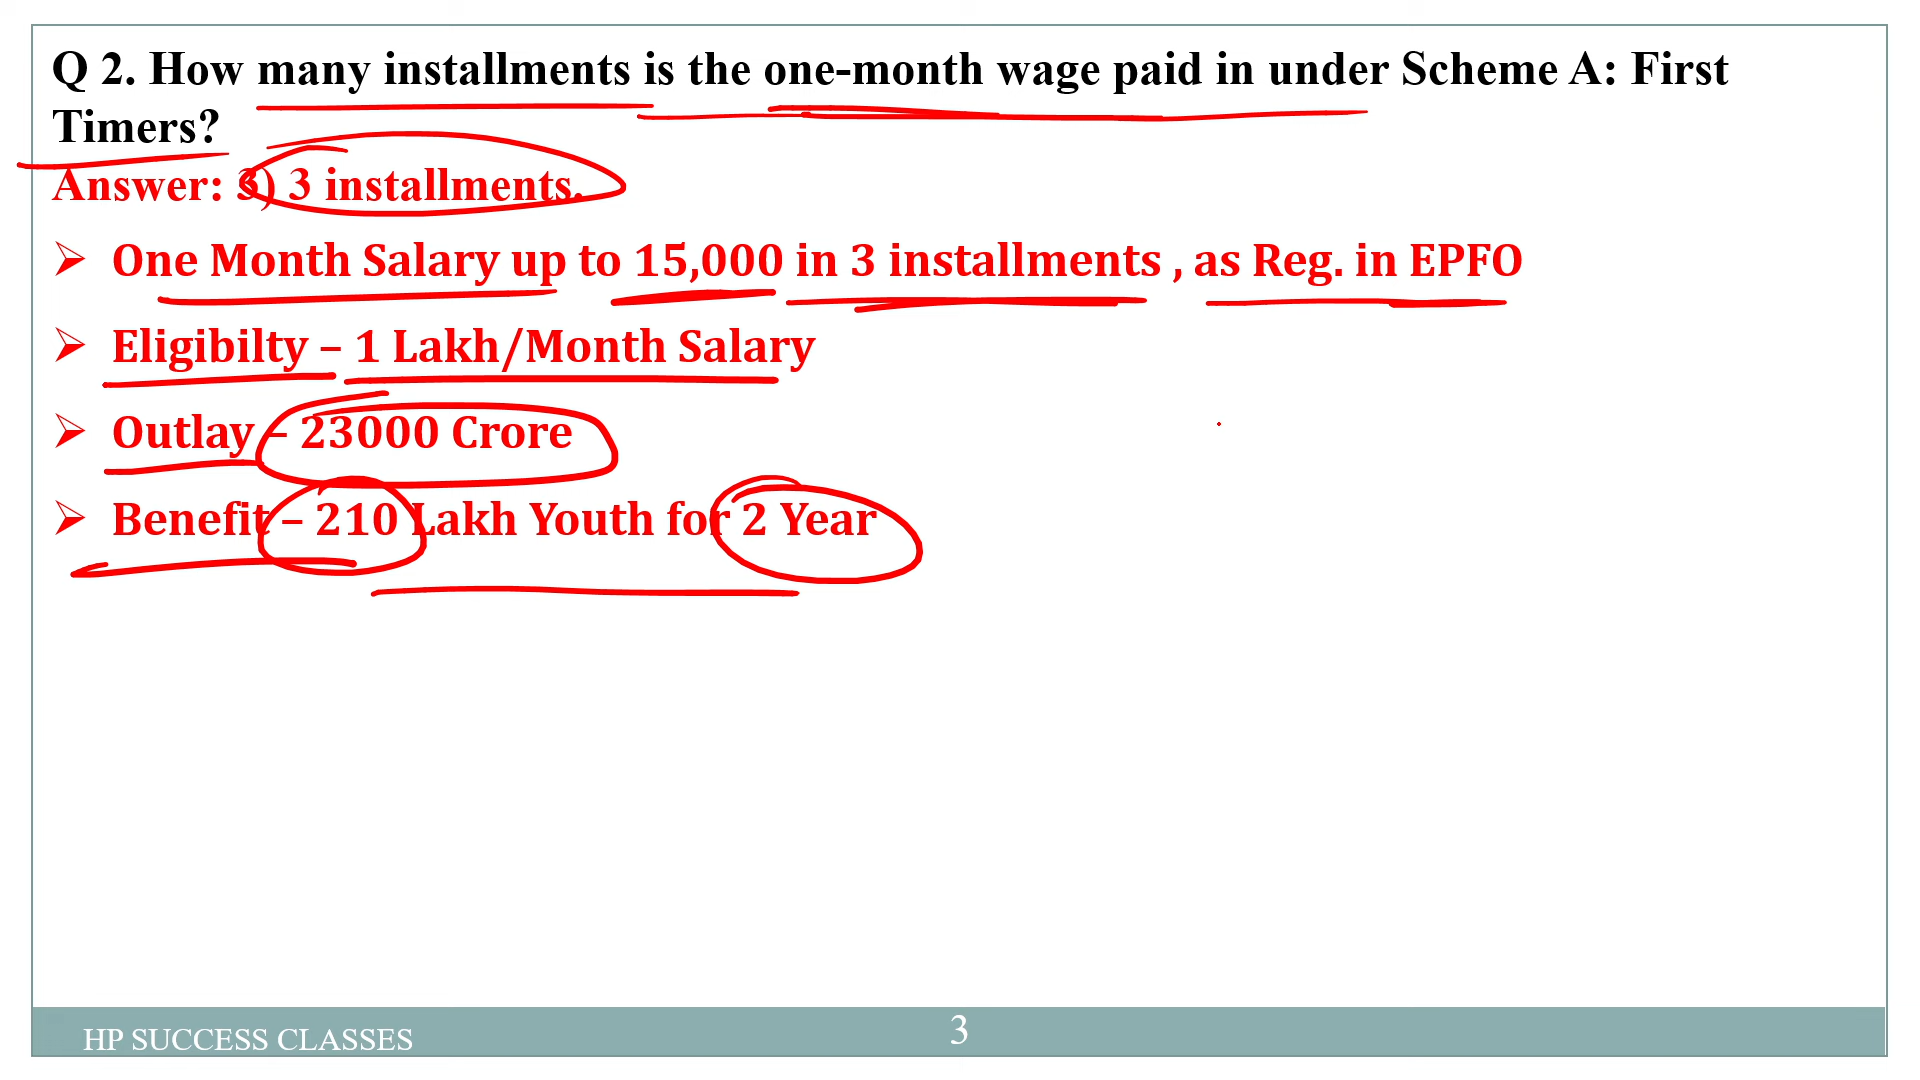 Q 2. How many installments is the one-month wage paid in under Scheme A: First
Timers?
Answer: 3) 3 installments.
➢ One Month Salary up to 15,000 in 3 installments , as Reg. in EPFO
➢ Eligibilty – 1 Lakh/Month Salary
➢ Outlay – 23000 Crore
➢ Benefit – 210 Lakh Youth for 2 Year
HP SUCCESS CLASSES
3